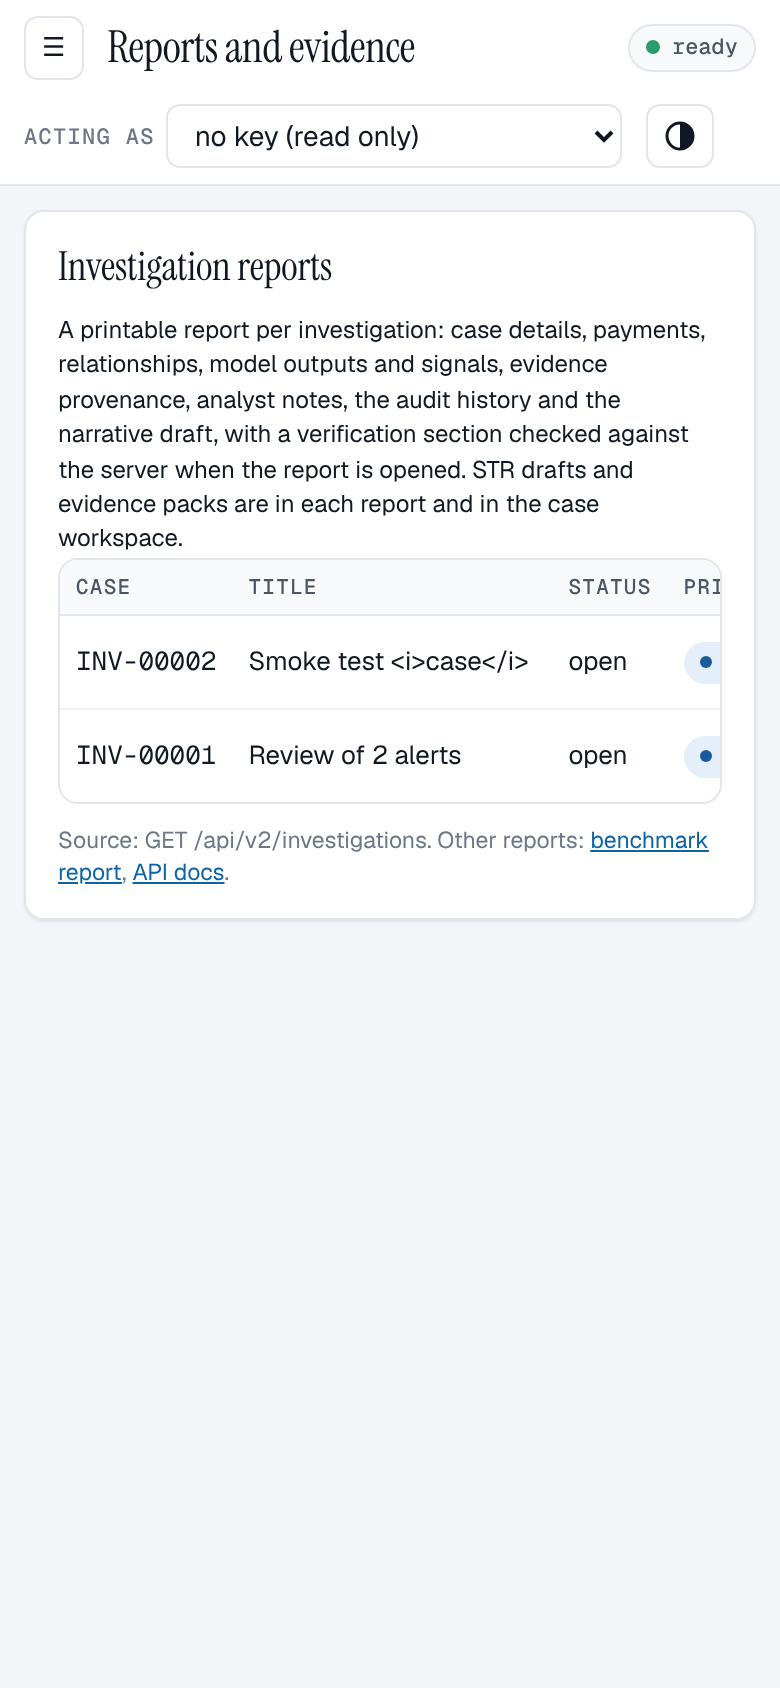 ☰ Reports and evidence ready
ACTING AS no key (read only)
Investigation reports
A printable report per investigation: case details, payments,
relationships, model outputs and signals, evidence
provenance, analyst notes, the audit history and the
narrative draft, with a verification section checked against
the server when the report is opened. STR drafts and
evidence packs are in each report and in the case
workspace.
CASE TITLE STATUS PRI
INV-00002 Smoke test <i>case</i> open
INV-00001 Review of 2 alerts open
Source: GET /api/v2/investigations. Other reports: benchmark
report, API docs.